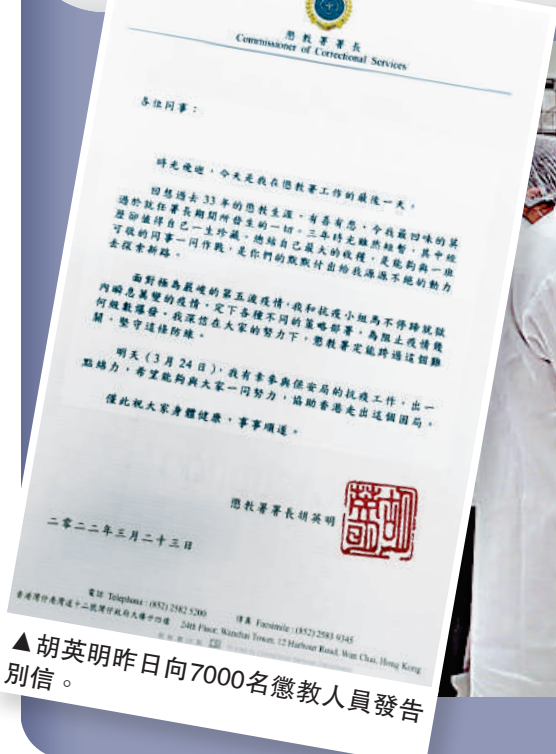 懲教署署長
Commissioner of Correctional Services
各位同事：
時光飛逝，今天是我在懲教署工作的最後一天。
回想過去 33 年的懲教生涯，有喜有悲，令我最回味的莫
過於就任署長期間所發生的一切。三年時光雖然短暫，其中經
歷卻值得自己一生珍藏。總結自己最大的收穫，是能夠與一班
可敬的同事一同作戰，是你們的默默付出給我源源不絕的動力
去探索新路。
面對極為嚴峻的第五波疫情，我和抗疫小組馬不停蹄就獄
內瞬息萬變的疫情，定下各種不同的策略部署，為阻止疫情幾
何級數爆發，我深信在大家的努力下，懲教署定能跨過這個難
關，堅守這條防線。
明天（3 月 24 日），我有幸參與保安局的抗疫工作，出一
點綿力，希望能夠與大家一同努力，協助香港走出這個困局。
僅此祝大家身體健康，事事順遂。
懲教署署長胡英明
胡英明
二零二二年三月二十三日
電話 Telephone : (852) 2582 5200 傳真 Facsimile : (852) 2583 9345
香港灣仔港灣道十二號灣仔政府大樓廿四樓 24th Floor, Wanchai Tower, 12 Harbour Road, Wan Chai, Hong Kong
▲胡英明昨日向7000名懲教人員發告
別信。